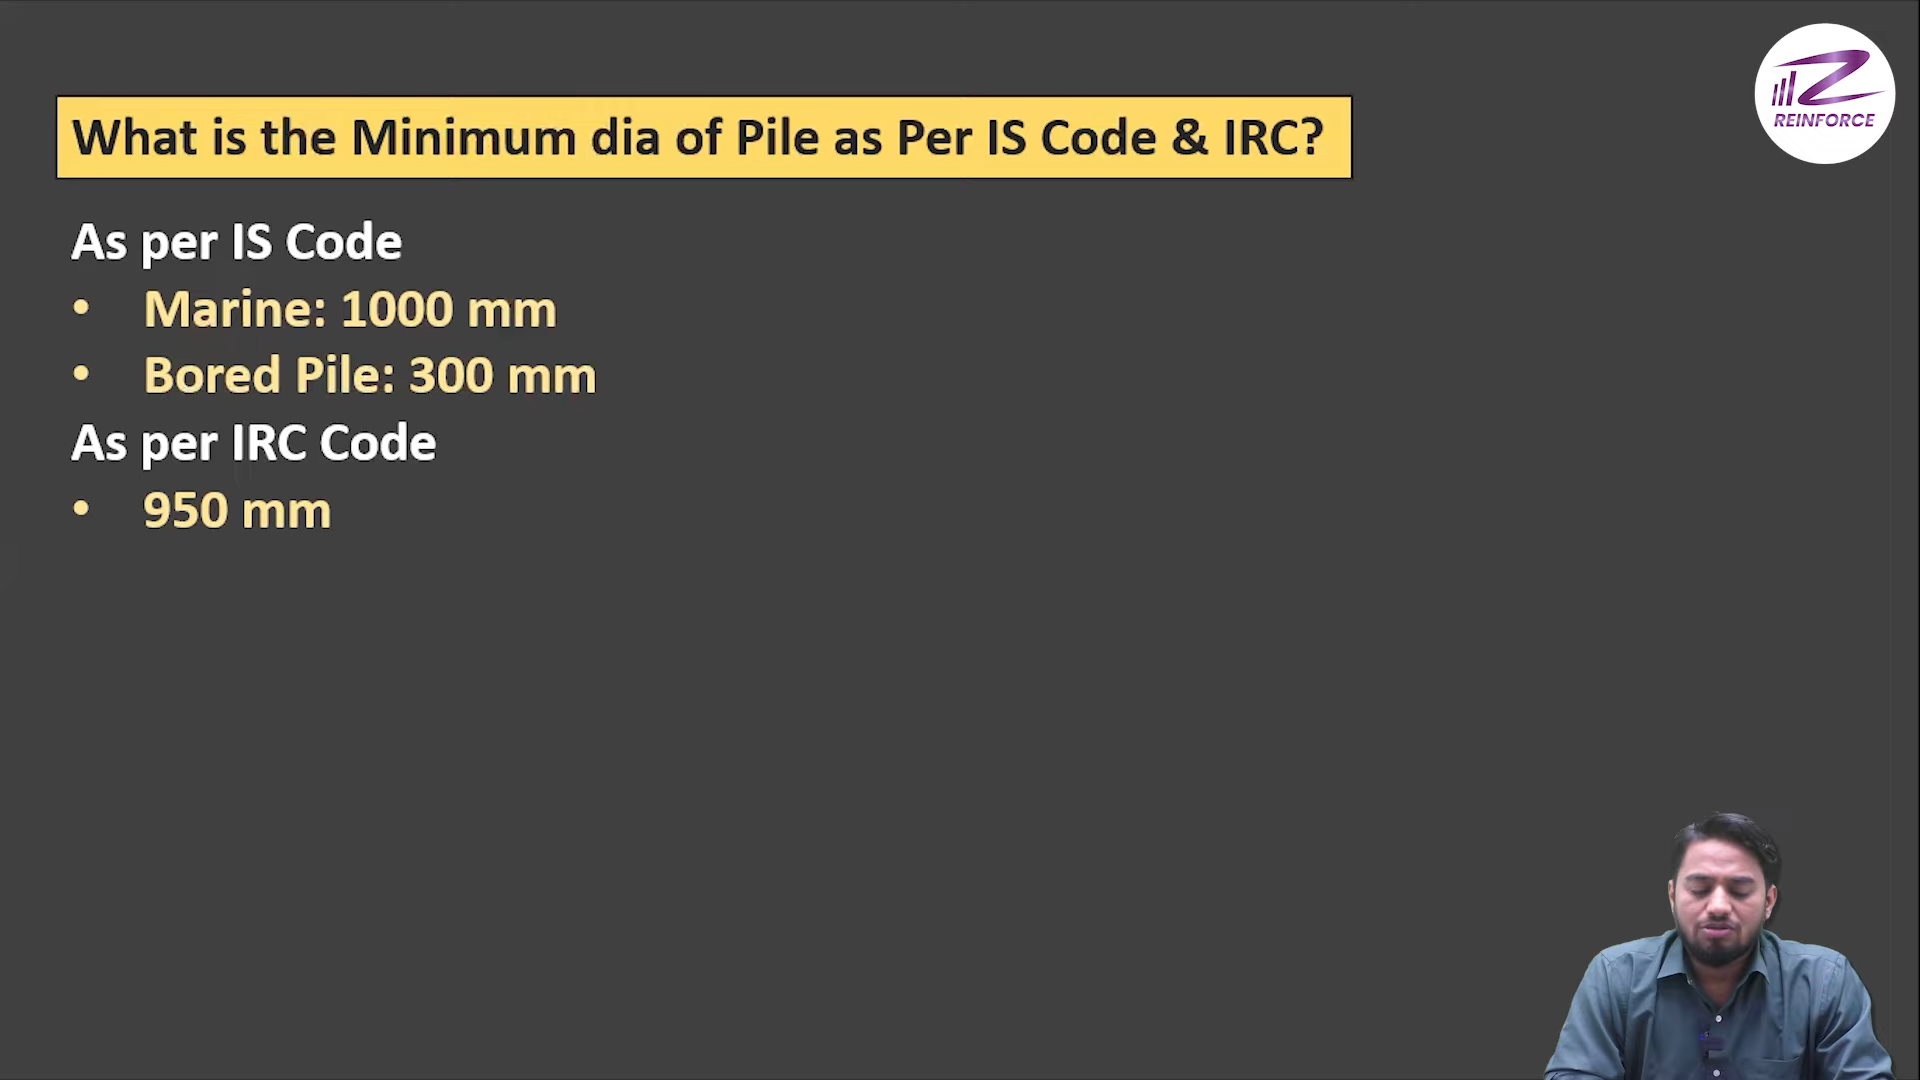 REINFORCE
What is the Minimum dia of Pile as Per IS Code & IRC?
As per IS Code
• Marine: 1000 mm
• Bored Pile: 300 mm
As per IRC Code
• 950 mm